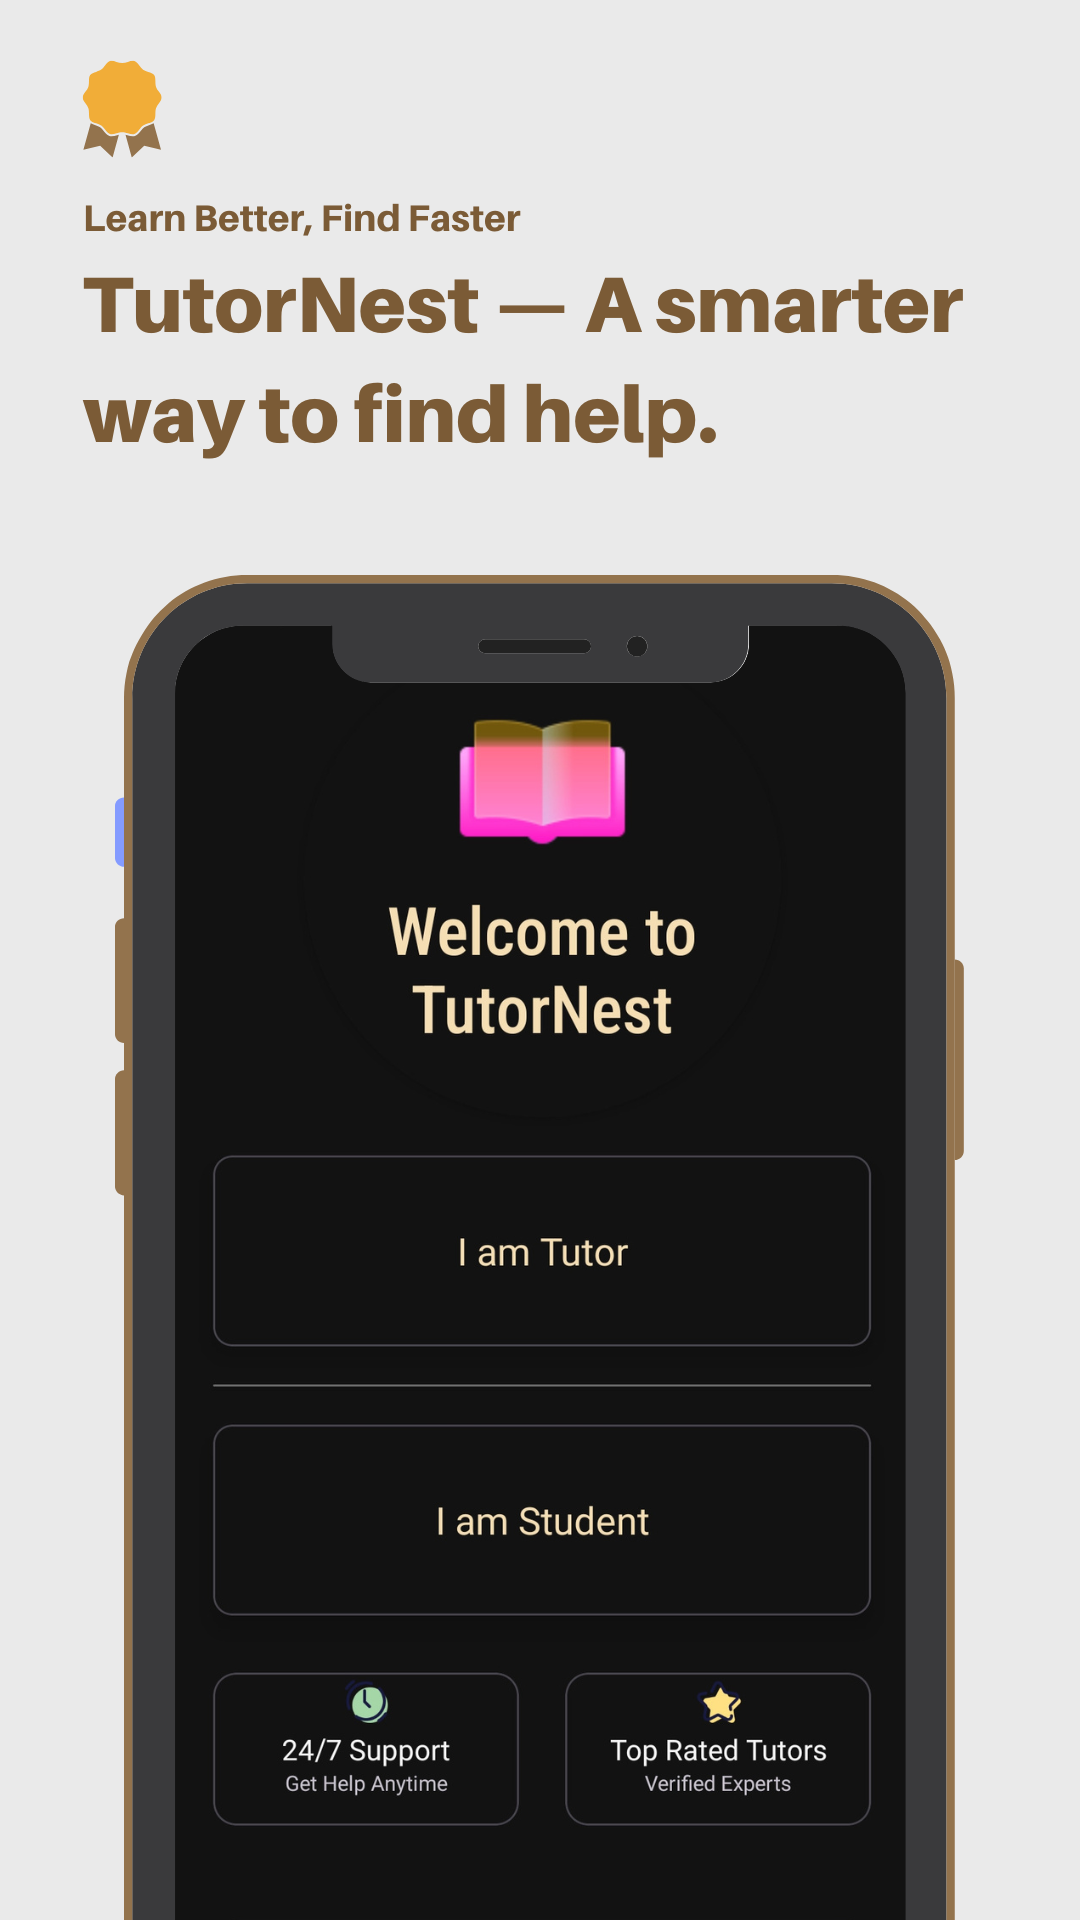 Learn Better, Find Faster
TutorNest — A smarter
way to find help.
Welcome to
TutorNest
I am Tutor
I am Student
24/7 Support
Get Help Anytime
Top Rated Tutors
Verified Experts